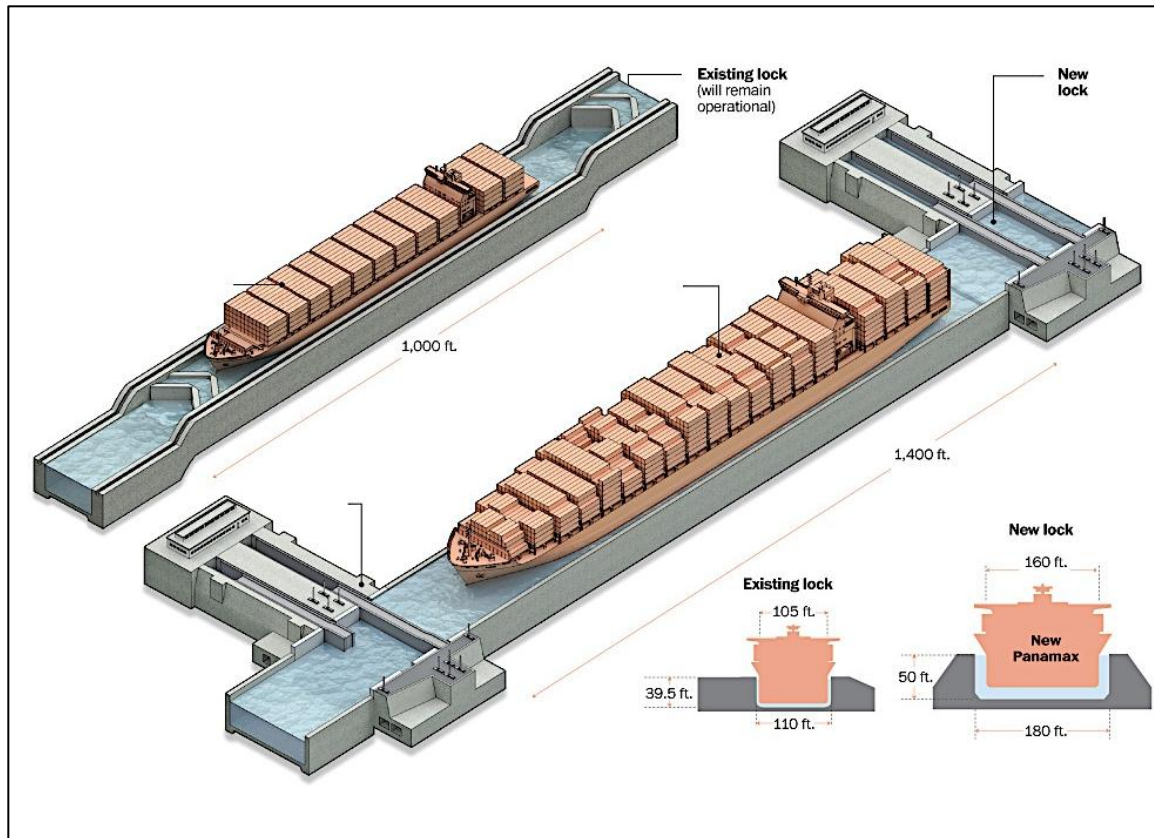 Existing lock
(will remain
operational)
New
lock
1,000 ft.
1,400 ft.
Existing lock
105 ft.
39.5 ft.
110 ft.
New lock
160 ft.
New
Panamax
50 ft.
180 ft.